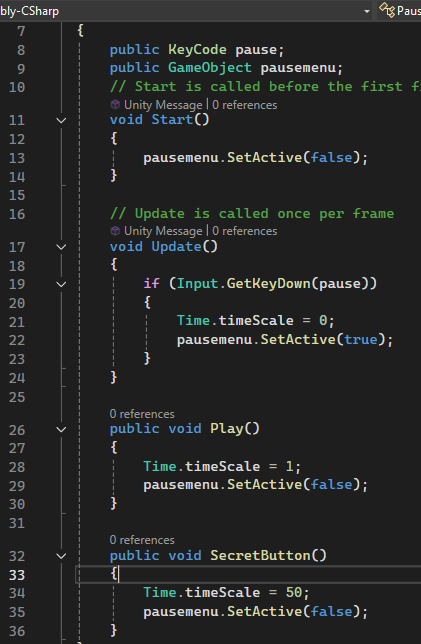 bly-CSharp Paus
7 {
8 public KeyCode pause;
9 public GameObject pausemenu;
10 // Start is called before the first f
Unity Message | 0 references
11 void Start()
12 {
13 pausemenu.SetActive(false);
14 }
15
16 // Update is called once per frame
Unity Message | 0 references
17 void Update()
18 {
19 if (Input.GetKeyDown(pause))
20 {
21 Time.timeScale = 0;
22 pausemenu.SetActive(true);
23 }
24 }
25
0 references
26 public void Play()
27 {
28 Time.timeScale = 1;
29 pausemenu.SetActive(false);
30 }
31
0 references
32 public void SecretButton()
33 {
34 Time.timeScale = 50;
35 pausemenu.SetActive(false);
36 }